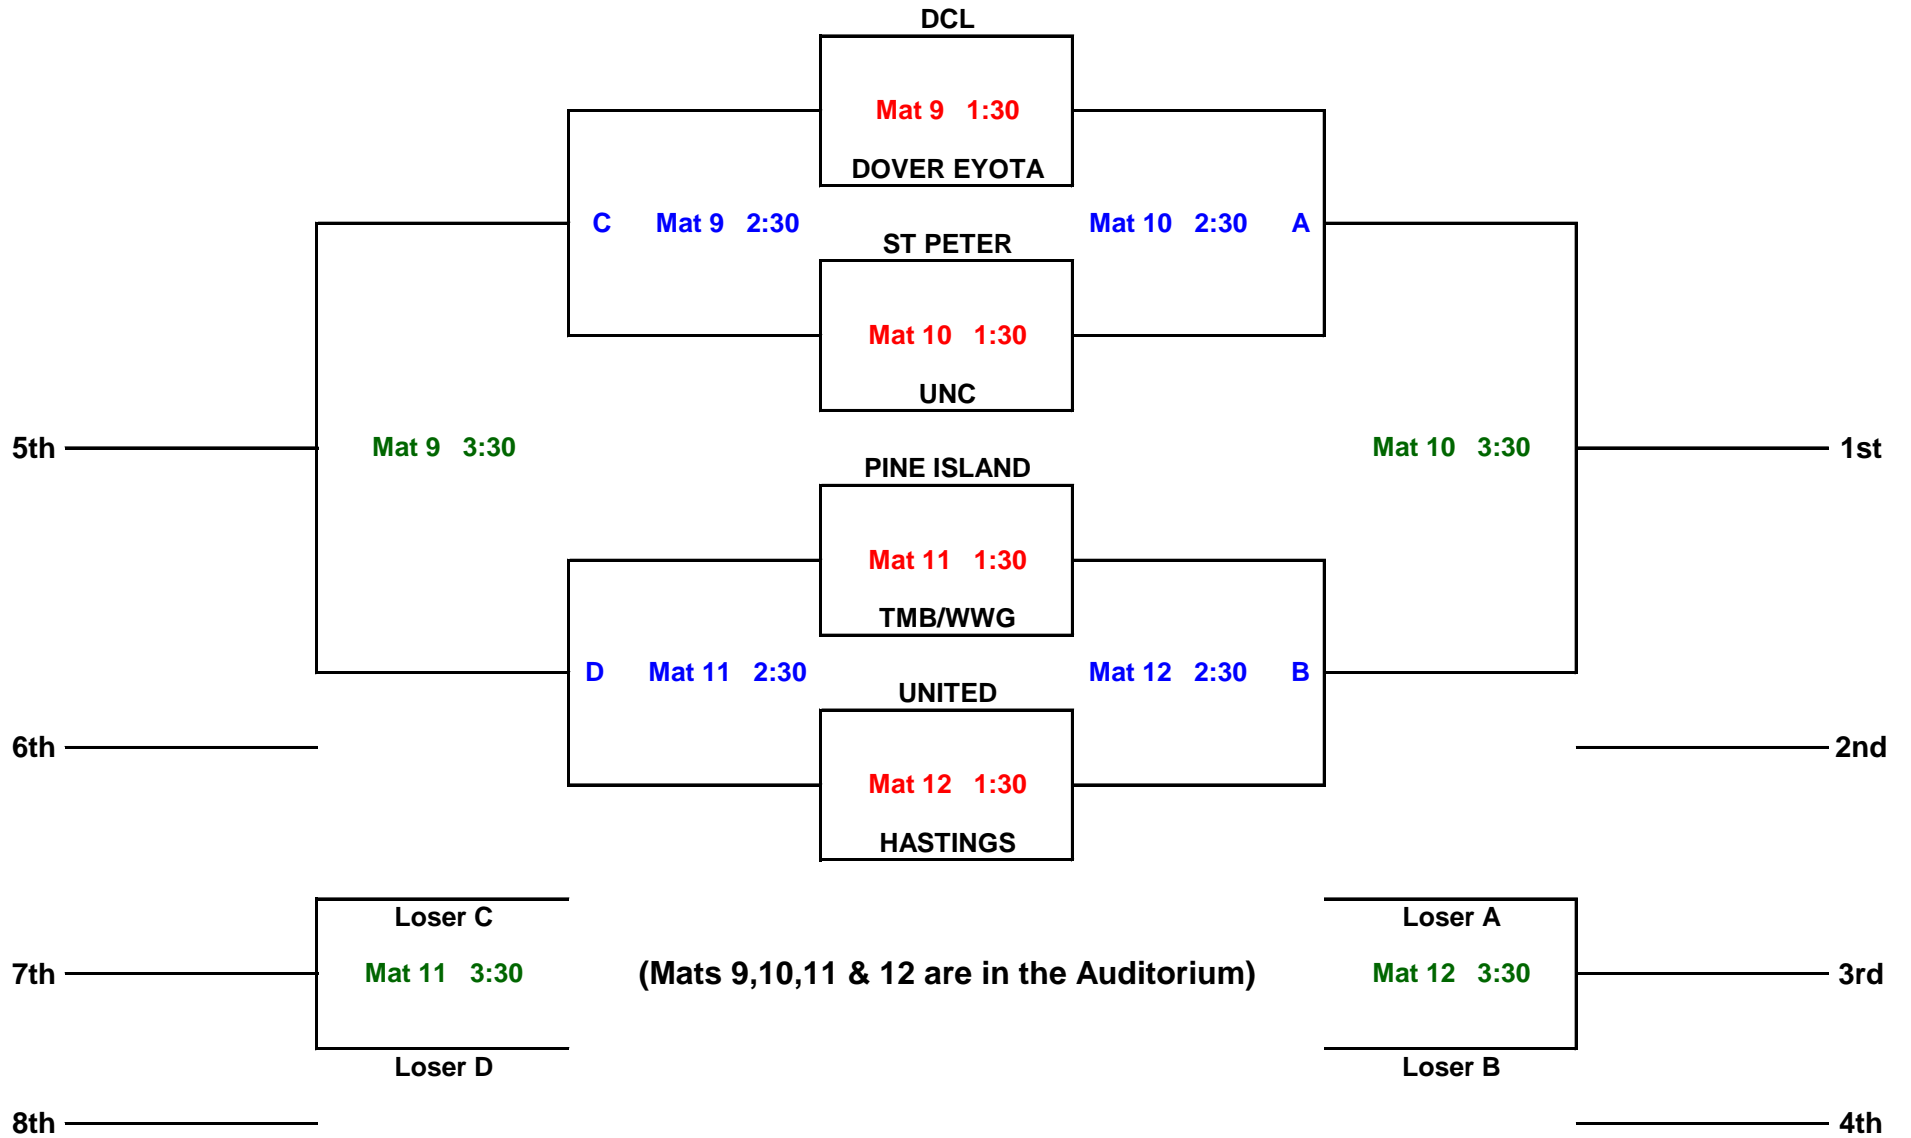 DCL
Mat 9 1:30
DOVER EYOTA
C Mat 9 2:30 Mat 10 2:30 A
ST PETER
Mat 10 1:30
UNC
5th Mat 9 3:30 Mat 10 3:30 1st
PINE ISLAND
Mat 11 1:30
TMB/WWG
D Mat 11 2:30 Mat 12 2:30 B
UNITED
6th 2nd
Mat 12 1:30
HASTINGS
Loser C Loser A
7th Mat 11 3:30 (Mats 9,10,11 & 12 are in the Auditorium) Mat 12 3:30 3rd
Loser D Loser B
8th 4th